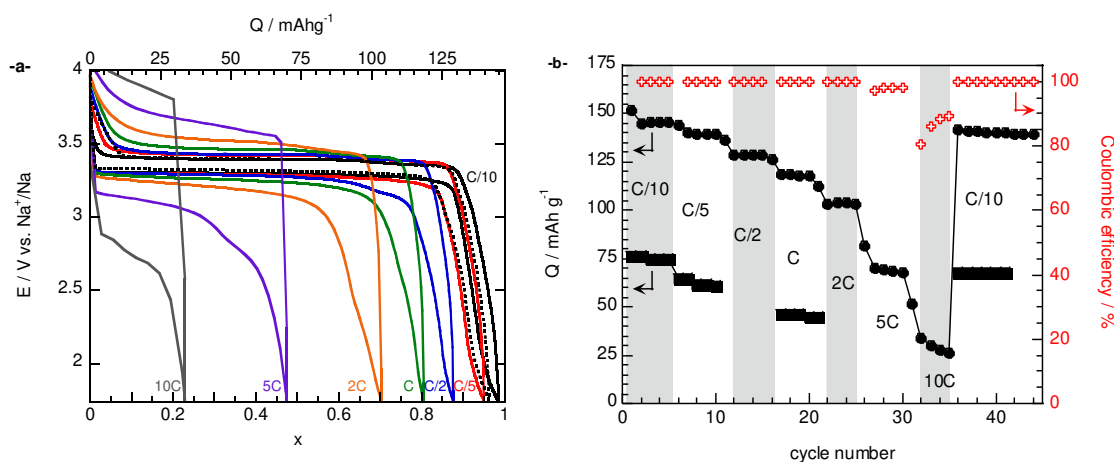 -a-
Q / mAhg-1
0 25 50 75 100 125
4
3.5
3
2.5
2
E / V vs. Na+/Na
C/10
10C 5C 2C C C/2 C/5
0 0.2 0.4 0.6 0.8 1
x
-b-
175
150
125
100
75
50
25
0
Q / mAh g-1
C/10
C/5
C/2
C
2C
5C
10C
C/10
100
80
60
40
20
0
Coulombic efficiency / %
0 10 20 30 40
cycle number